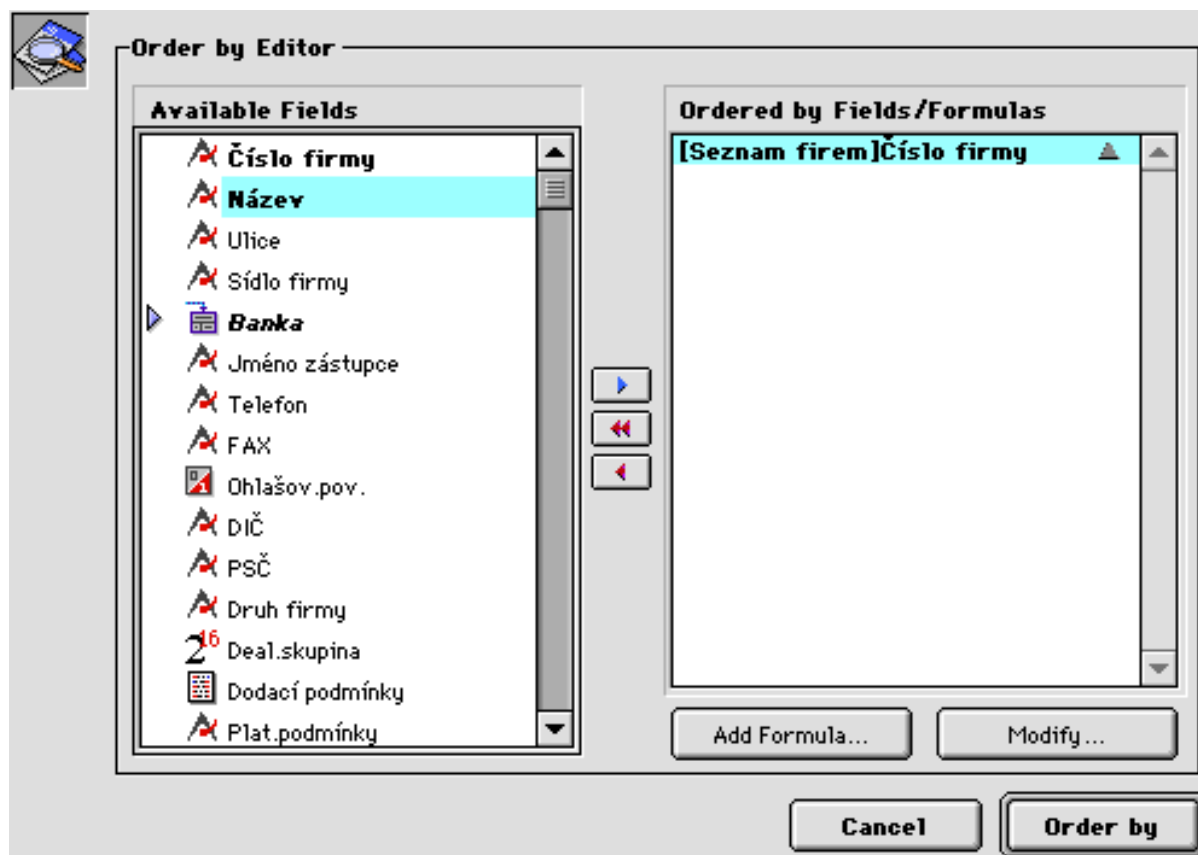 Order by Editor
Available Fields
Číslo firmy
Název
Ulice
Sídlo firmy
Banka
Jméno zástupce
Telefon
FAX
Ohlašov.pov.
DIČ
PSČ
Druh firmy
2 16 Deal.skupina
Dodací podmínky
Plat.podmínky
Ordered by Fields/Formulas
[Seznam firem]Číslo firmy
Add Formula...
Modify...
Cancel
Order by